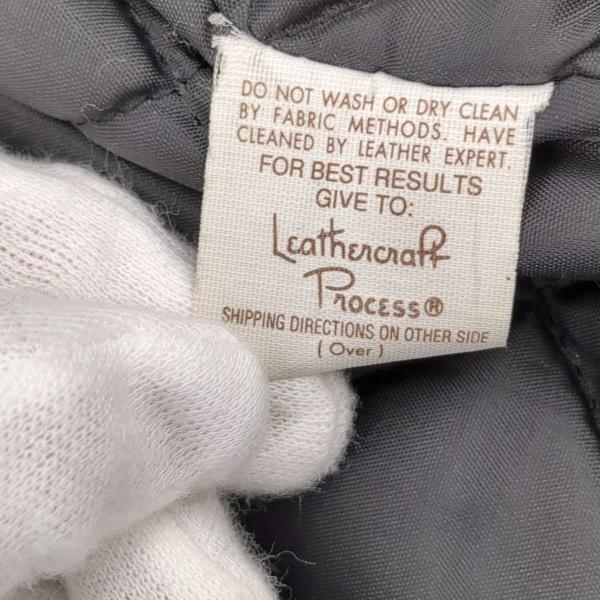 DO NOT WASH OR DRY CLEAN
BY FABRIC METHODS. HAVE
CLEANED BY LEATHER EXPERT.
FOR BEST RESULTS
GIVE TO:
Leathercraft
Process®
SHIPPING DIRECTIONS ON OTHER SIDE
( Over )